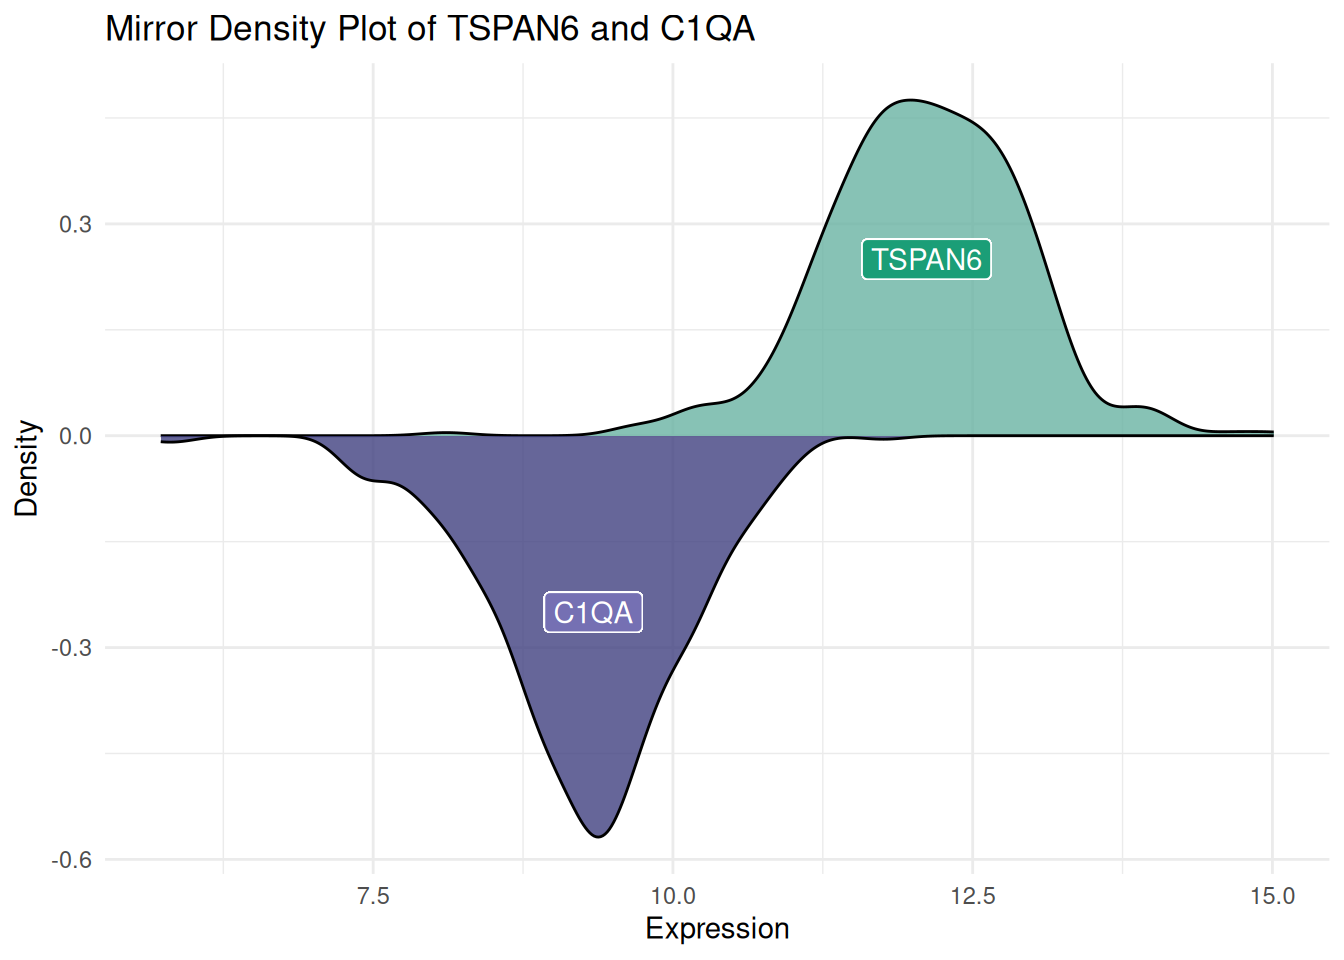 Mirror Density Plot of TSPAN6 and C1QA
0.3
TSPAN6
0.0
Density
C1QA
-0.3
-0.6
7.5 10.0 12.5 15.0
Expression